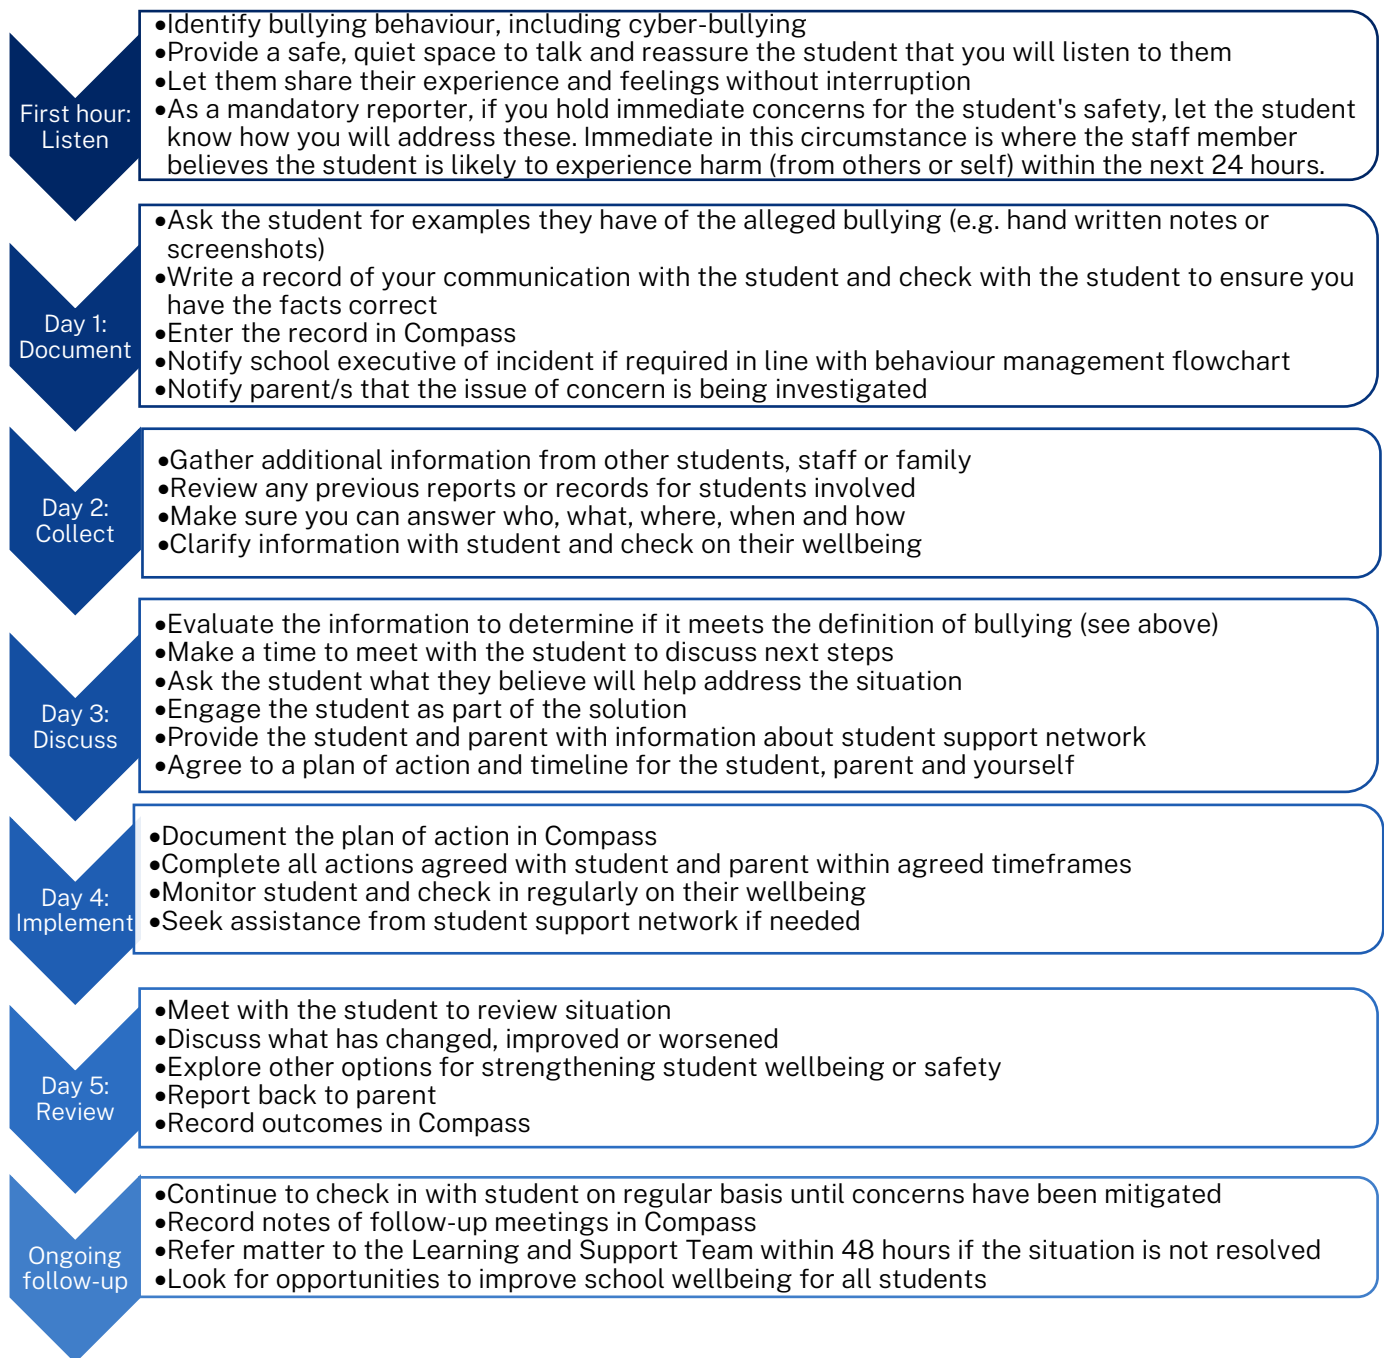 First hour:
Listen
•Identify bullying behaviour, including cyber-bullying
•Provide a safe, quiet space to talk and reassure the student that you will listen to them
•Let them share their experience and feelings without interruption
•As a mandatory reporter, if you hold immediate concerns for the student's safety, let the student
know how you will address these. Immediate in this circumstance is where the staff member
believes the student is likely to experience harm (from others or self) within the next 24 hours.
Day 1:
Document
•Ask the student for examples they have of the alleged bullying (e.g. hand written notes or
screenshots)
•Write a record of your communication with the student and check with the student to ensure you
have the facts correct
•Enter the record in Compass
•Notify school executive of incident if required in line with behaviour management flowchart
•Notify parent/s that the issue of concern is being investigated
Day 2:
Collect
•Gather additional information from other students, staff or family
•Review any previous reports or records for students involved
•Make sure you can answer who, what, where, when and how
•Clarify information with student and check on their wellbeing
Day 3:
Discuss
•Evaluate the information to determine if it meets the definition of bullying (see above)
•Make a time to meet with the student to discuss next steps
•Ask the student what they believe will help address the situation
•Engage the student as part of the solution
•Provide the student and parent with information about student support network
•Agree to a plan of action and timeline for the student, parent and yourself
Day 4:
Implement
•Document the plan of action in Compass
•Complete all actions agreed with student and parent within agreed timeframes
•Monitor student and check in regularly on their wellbeing
•Seek assistance from student support network if needed
Day 5:
Review
•Meet with the student to review situation
•Discuss what has changed, improved or worsened
•Explore other options for strengthening student wellbeing or safety
•Report back to parent
•Record outcomes in Compass
Ongoing
follow-up
•Continue to check in with student on regular basis until concerns have been mitigated
•Record notes of follow-up meetings in Compass
•Refer matter to the Learning and Support Team within 48 hours if the situation is not resolved
•Look for opportunities to improve school wellbeing for all students